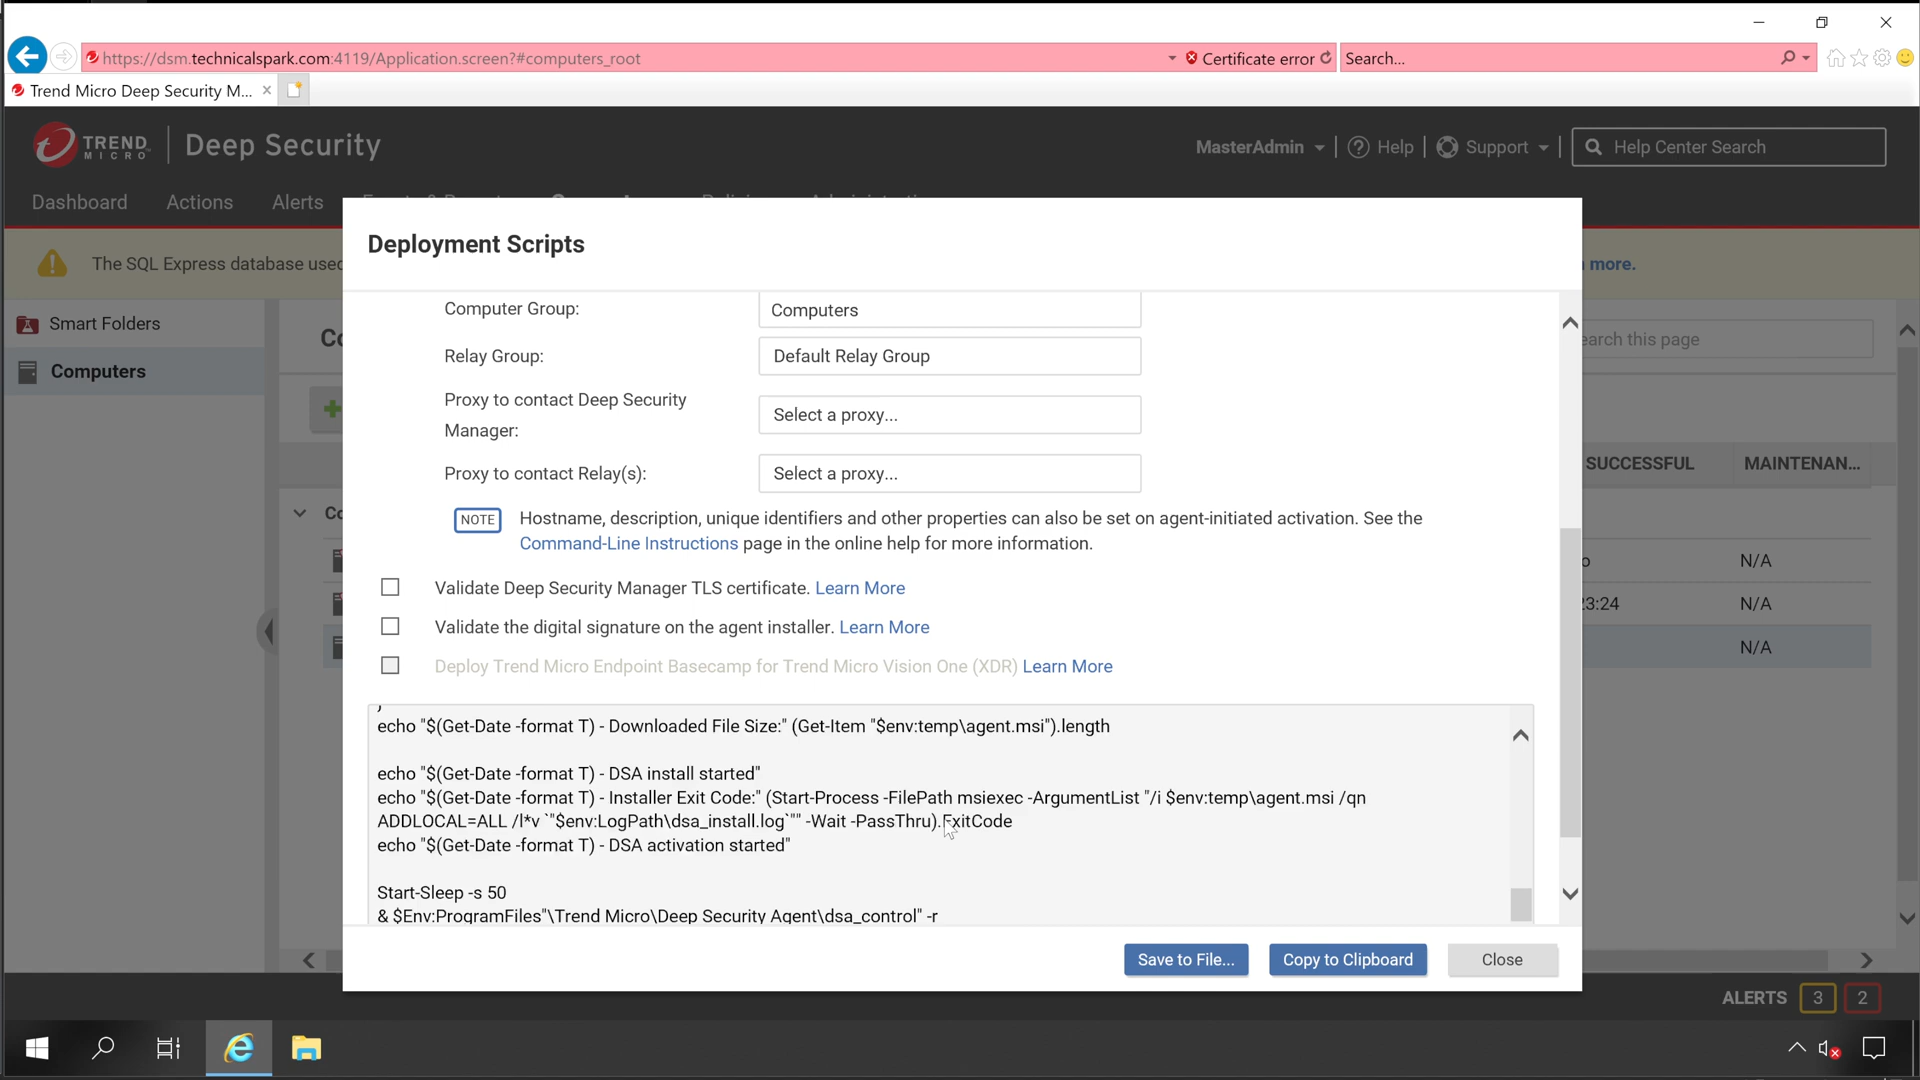 https://dsm.technicalspark.com:4119/Application.screen?#computers_root
Certificate error
Search...
Trend Micro Deep Security M...
TREND MICRO
Deep Security
MasterAdmin
Help
Support
Help Center Search
Dashboard
Actions
Alerts
The SQL Express database used
more.
Smart Folders
Computers
earch this page
SUCCESSFUL
MAINTENAN...
N/A
3:24
N/A
N/A
Deployment Scripts
Computer Group:
Computers
Relay Group:
Default Relay Group
Proxy to contact Deep Security
Manager:
Select a proxy...
Proxy to contact Relay(s):
Select a proxy...
NOTE
Hostname, description, unique identifiers and other properties can also be set on agent-initiated activation. See the
Command-Line Instructions page in the online help for more information.
Validate Deep Security Manager TLS certificate. Learn More
Validate the digital signature on the agent installer. Learn More
Deploy Trend Micro Endpoint Basecamp for Trend Micro Vision One (XDR) Learn More
echo "$(Get-Date -format T) - Downloaded File Size:" (Get-Item "$env:temp\agent.msi").length
echo "$(Get-Date -format T) - DSA install started"
echo "$(Get-Date -format T) - Installer Exit Code:" (Start-Process -FilePath msiexec -ArgumentList "/i $env:temp\agent.msi /qn
ADDLOCAL=ALL /l*v `"$env:LogPath\dsa_install.log`"" -Wait -PassThru).ExitCode
echo "$(Get-Date -format T) - DSA activation started"
Start-Sleep -s 50
& $Env:ProgramFiles"\Trend Micro\Deep Security Agent\dsa_control" -r
Save to File...
Copy to Clipboard
Close
ALERTS
3
2